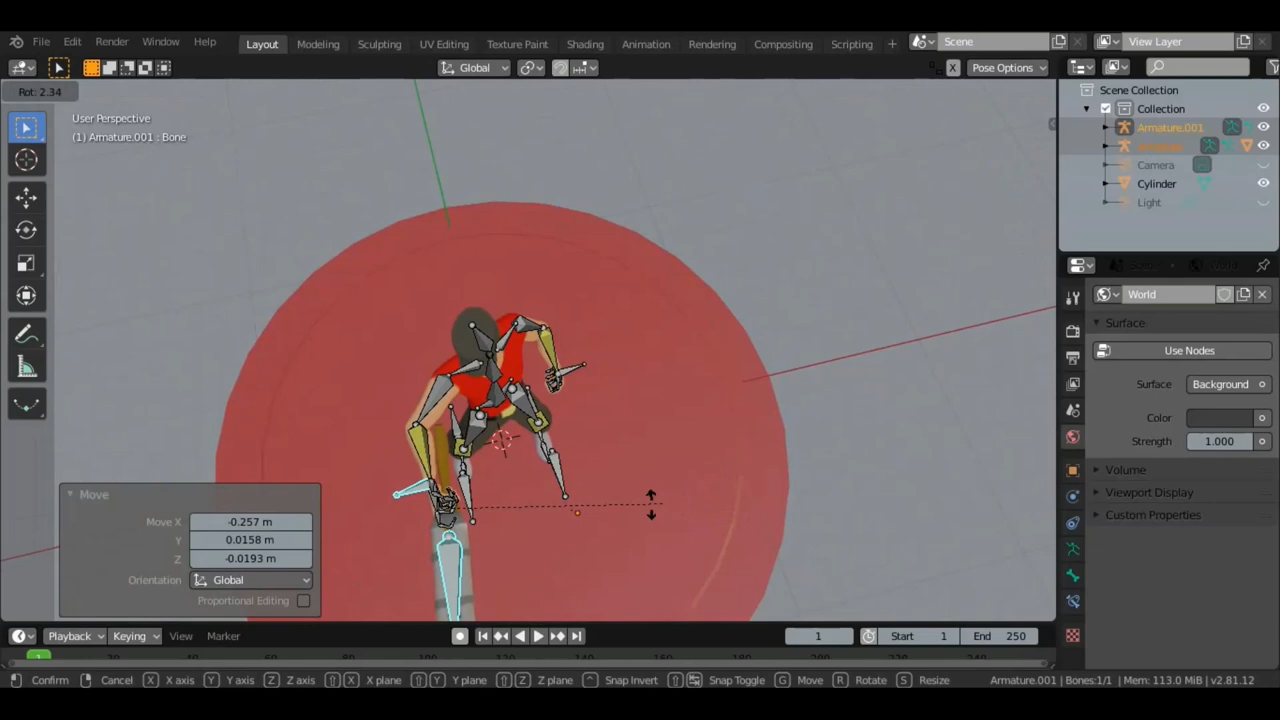 File Edit Render Window Help Layout Modeling Sculpting UV Editing Texture Paint Shading Animation Rendering Compositing Scripting + Scene View Layer
Global X Pose Options
Rot: 2.34
User Perspective
(1) Armature.001 : Bone
Scene Collection
Collection
Armature.001
Camera
Cylinder
Light
World
Surface
Use Nodes
Surface Background
Color
Strength 1.000
Volume
Viewport Display
Custom Properties
Move
Move X -0.257 m
Y 0.0158 m
Z -0.0193 m
Orientation Global
Proportional Editing
Playback Keying View Marker 1 Start 1 End 250
Confirm Cancel X X axis Y Y axis Z Z axis X X plane Y Y plane Z Z plane Snap Invert Snap Toggle G Move R Rotate S Resize Armature.001 | Bones:1/1 | Mem: 113.0 MiB | v2.81.12